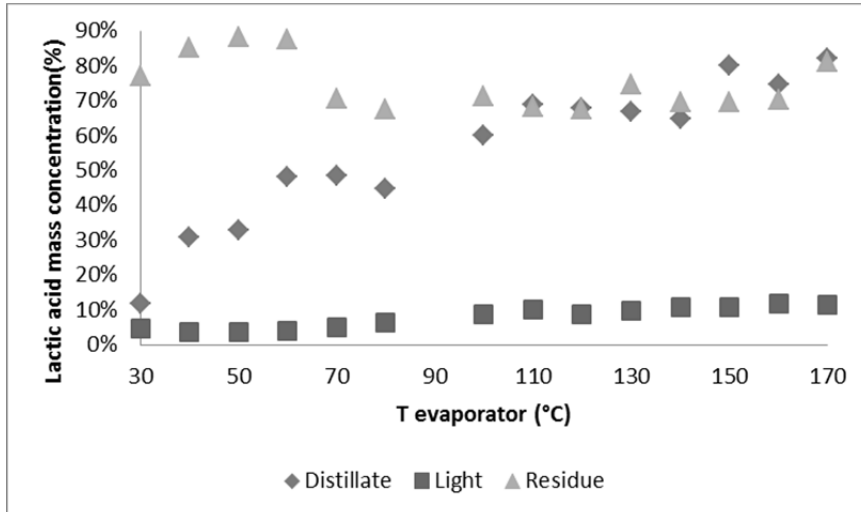 Lactic acid mass concentration(%)
90%
80%
70%
60%
50%
40%
30%
20%
10%
0%
30 50 70 90 110 130 150 170
T evaporator (°C)
Distillate Light Residue